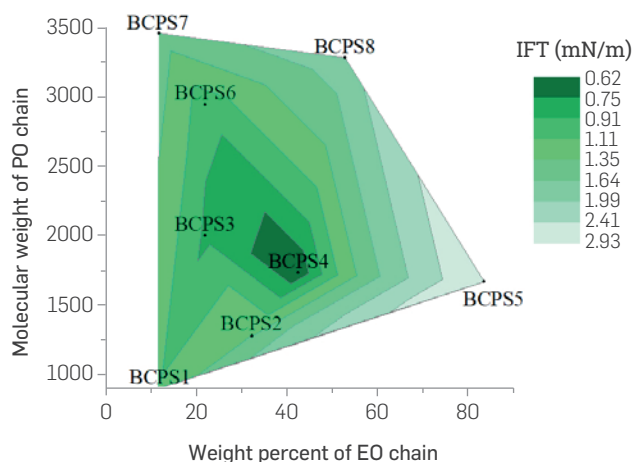 3500
3000
2500
2000
1500
1000
Molecular weight of PO chain
BCPS7
BCPS8
BCPS6
BCPS3
BCPS4
BCPS5
BCPS2
BCPS1
0
20
40
60
80
Weight percent of EO chain
IFT (mN/m)
0.62
0.75
0.91
1.11
1.35
1.64
1.99
2.41
2.93